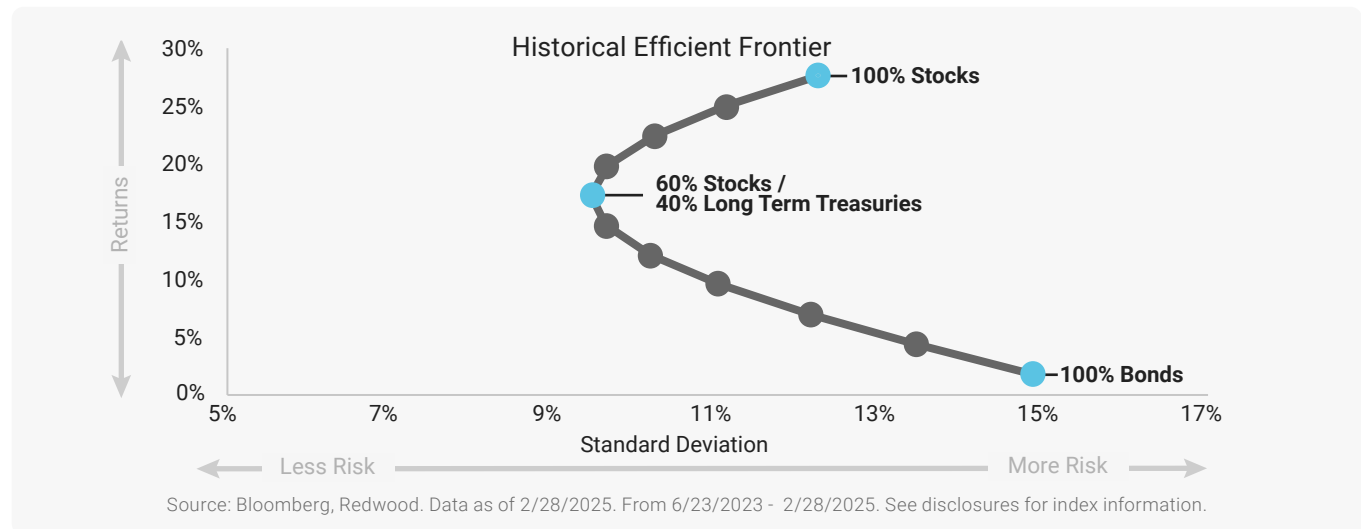 Historical Efficient Frontier
30%
25%
20%
15%
10%
5%
0%
Returns
100% Stocks
60% Stocks /
40% Long Term Treasuries
100% Bonds
5% 7% 9% 11% 13% 15% 17%
Standard Deviation
Less Risk More Risk
Source: Bloomberg, Redwood. Data as of 2/28/2025. From 6/23/2023 - 2/28/2025. See disclosures for index information.